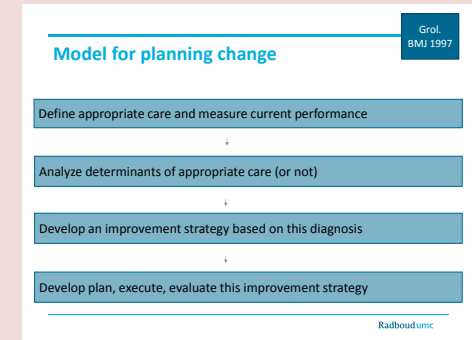 Grol.
BMJ 1997
Model for planning change
Define appropriate care and measure current performance
Analyze determinants of appropriate care (or not)
Develop an improvement strategy based on this diagnosis
Develop plan, execute, evaluate this improvement strategy
Radboudumc